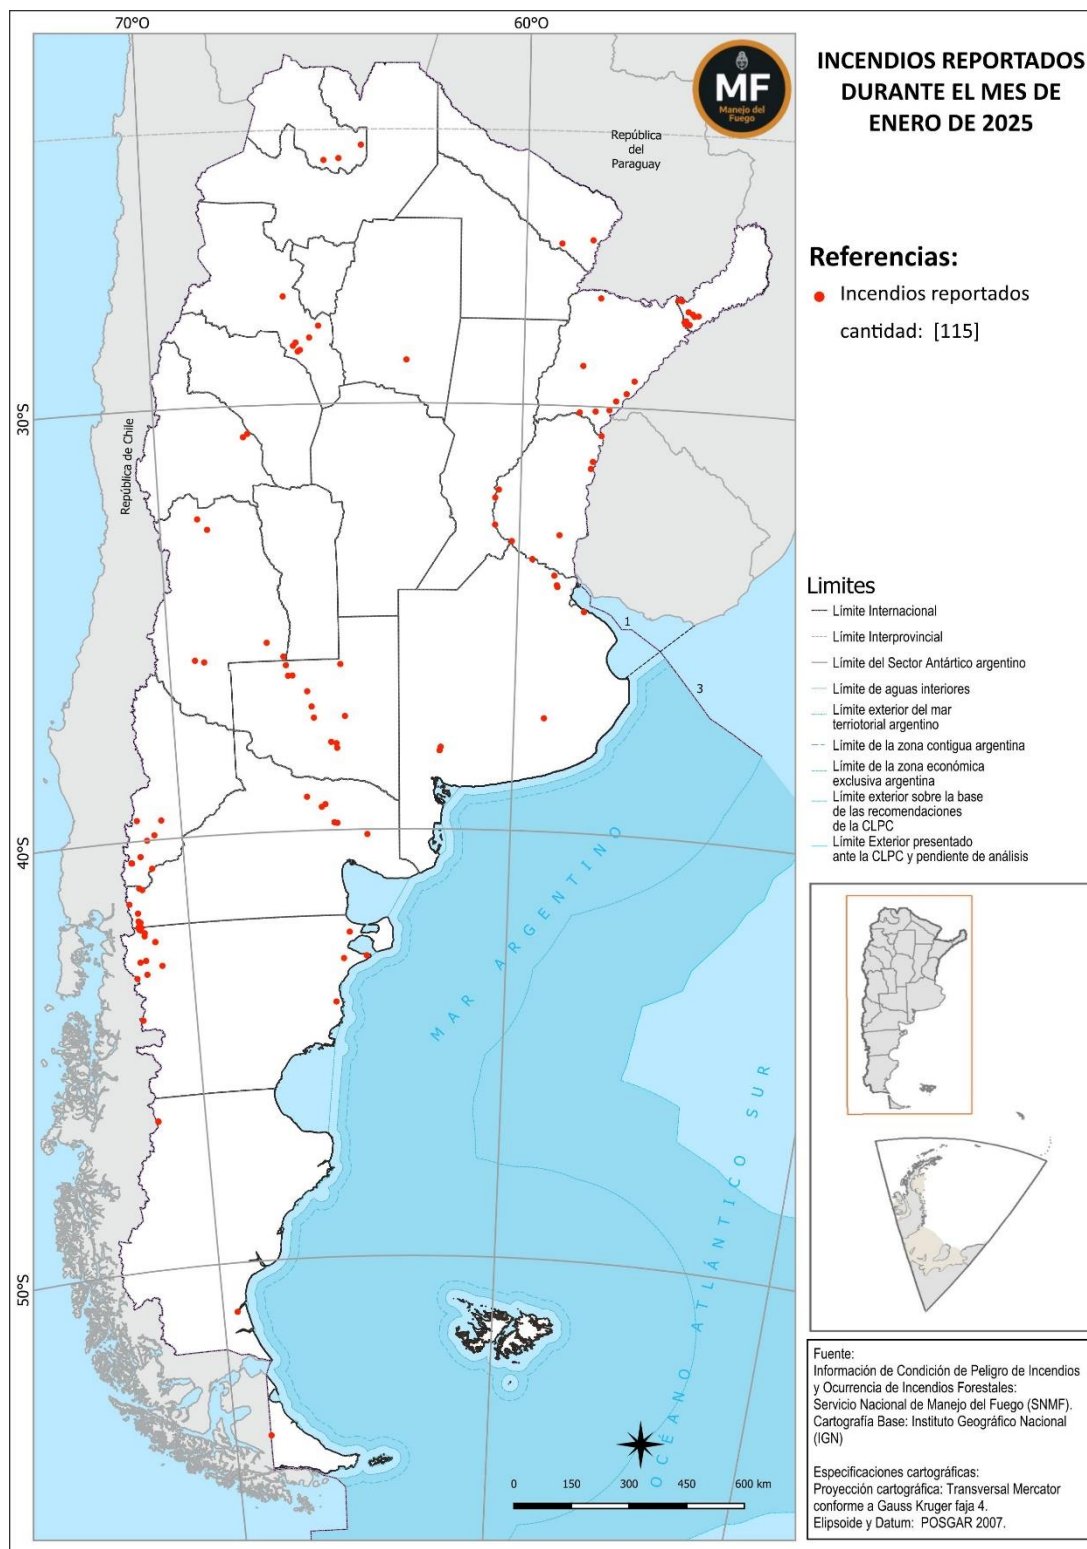 70°O
60°O
MF
Manejo del
Fuego
INCENDIOS REPORTADOS
DURANTE EL MES DE
ENERO DE 2025
República
del
Paraguay
Referencias:
Incendios reportados
cantidad: [115]
30°S
República de Chile
Limites
Límite Internacional
Límite Interprovincial
Límite del Sector Antártico argentino
Límite de aguas interiores
Límite exterior del mar
terriotorial argentino
Límite de la zona contigua argentina
Límite de la zona económica
exclusiva argentina
Límite exterior sobre la base
de las recomendaciones
de la CLPC
Límite Exterior presentado
ante la CLPC y pendiente de análisis
1
3
40°S
MAR ARGENTINO
OCÉANO ATLÁNTICO SUR
50°S
0 150 300 450 600 km
Fuente:
Información de Condición de Peligro de Incendios
y Ocurrencia de Incendios Forestales:
Servicio Nacional de Manejo del Fuego (SNMF).
Cartografía Base: Instituto Geográfico Nacional
(IGN)
Especificaciones cartográficas:
Proyección cartográfica: Transversal Mercator
conforme a Gauss Kruger faja 4.
Elipsoide y Datum: POSGAR 2007.